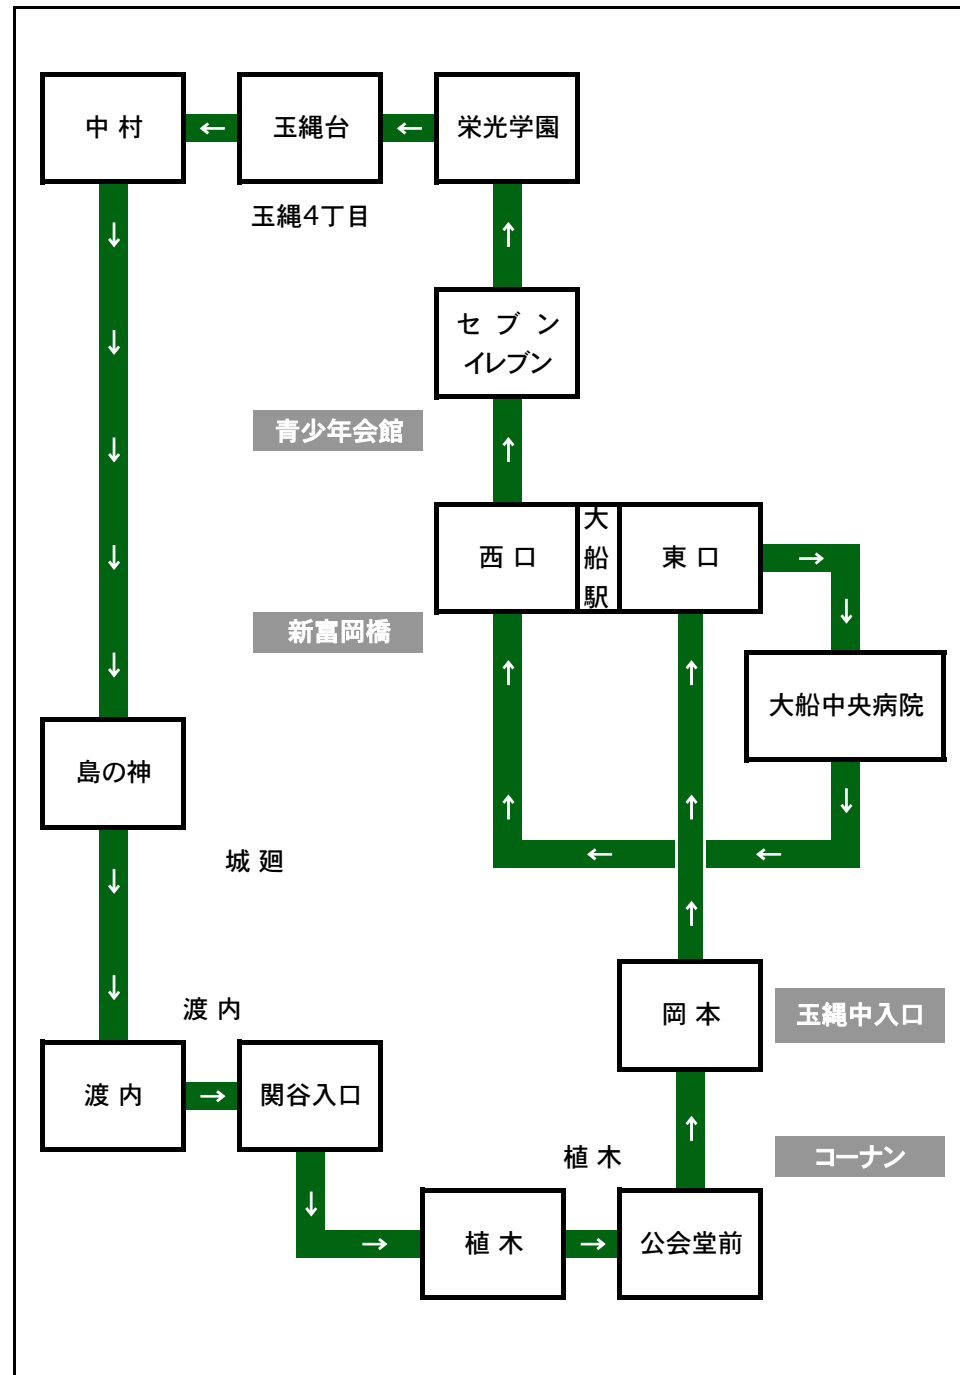 中 村
玉縄台
栄光学園
玉縄4丁目
セ ブ ン
イレブン
青少年会館
西 口
大
船
駅
東 口
新富岡橋
大船中央病院
島の神
城 廻
渡 内
岡 本
玉縄中入口
渡 内
関谷入口
植 木
コーナン
植 木
公会堂前